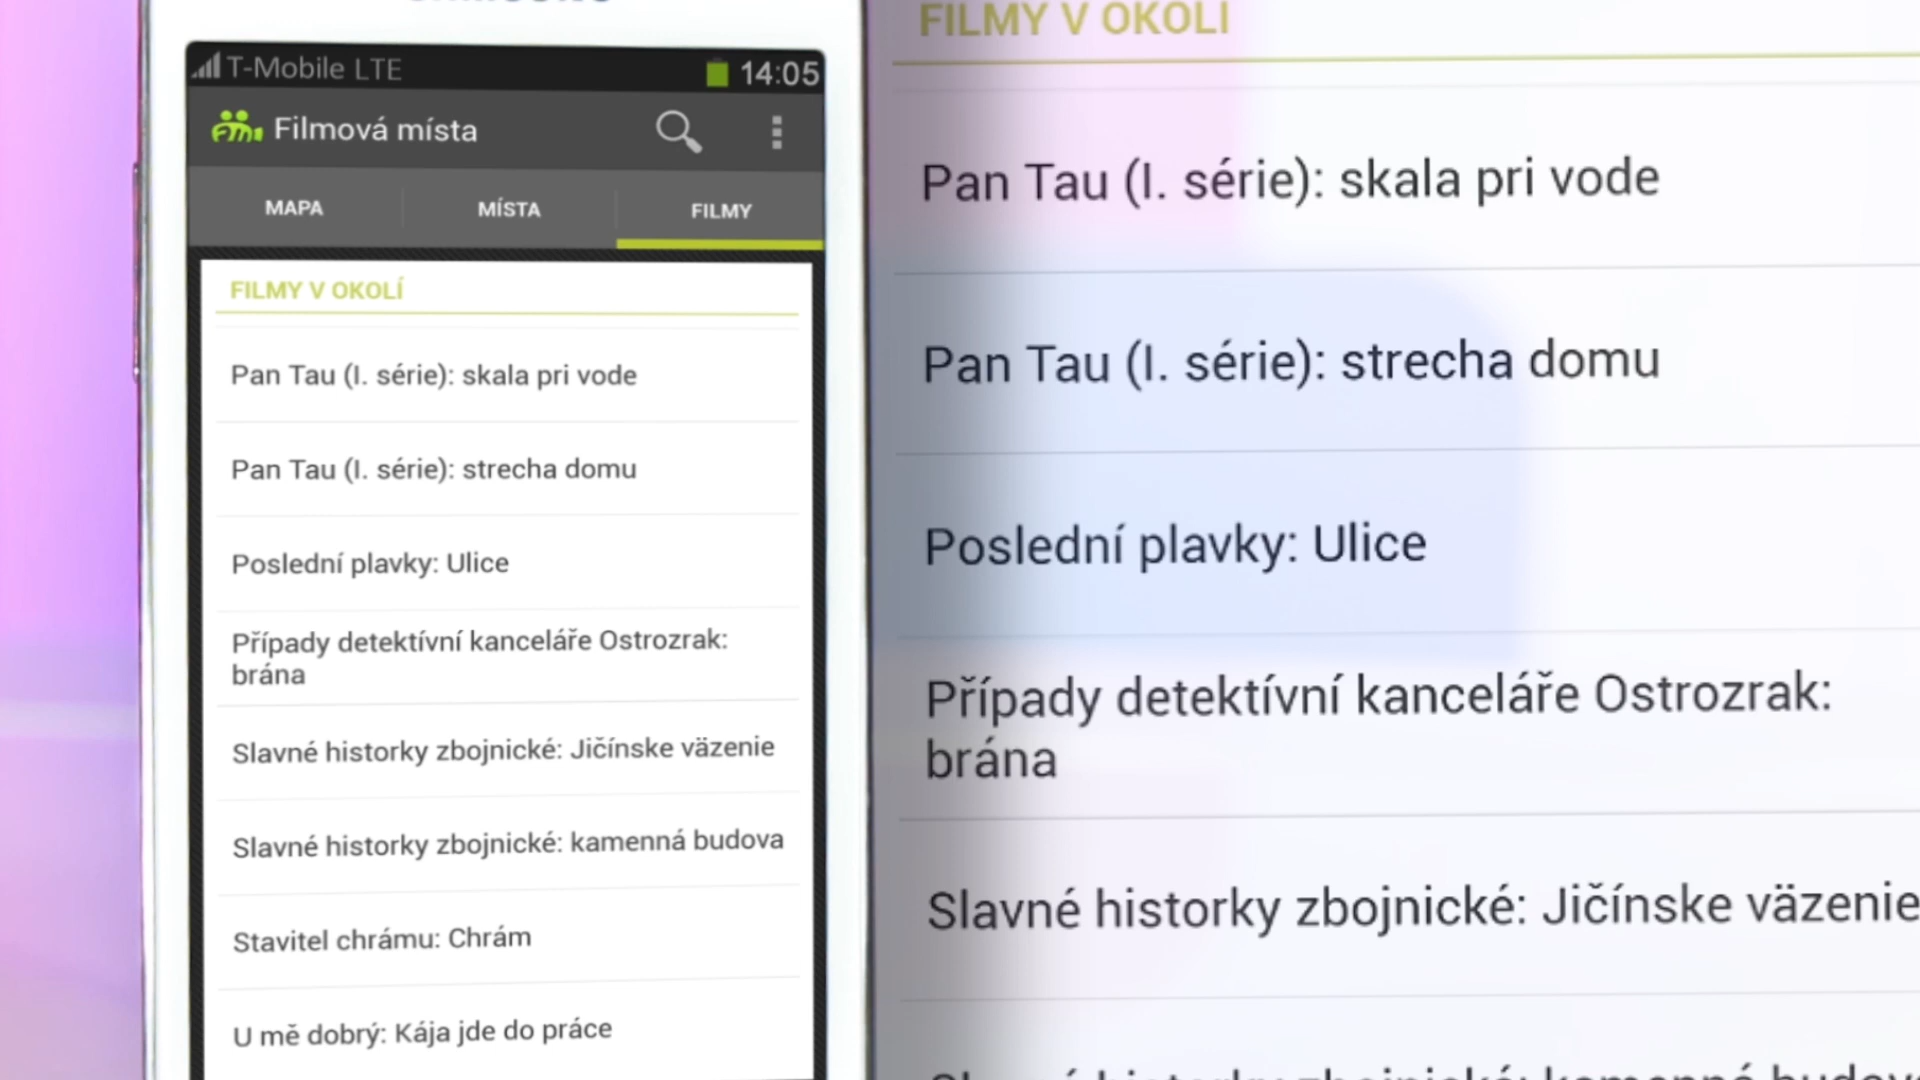 T-Mobile LTE
14:05
Filmová místa
MAPA
MÍSTA
FILMY
FILMY V OKOLÍ
Pan Tau (I. série): skala pri vode
Pan Tau (I. série): strecha domu
Poslední plavky: Ulice
Případy detektívní kanceláře Ostrozrak:
brána
Slavné historky zbojnické: Jičínske väzenie
Slavné historky zbojnické: kamenná budova
Stavitel chrámu: Chrám
U mě dobrý: Kája jde do práce
FILMY V OKOLÍ
Pan Tau (I. série): skala pri vode
Pan Tau (I. série): strecha domu
Poslední plavky: Ulice
Případy detektívní kanceláře Ostrozrak:
brána
Slavné historky zbojnické: Jičínske väzenie